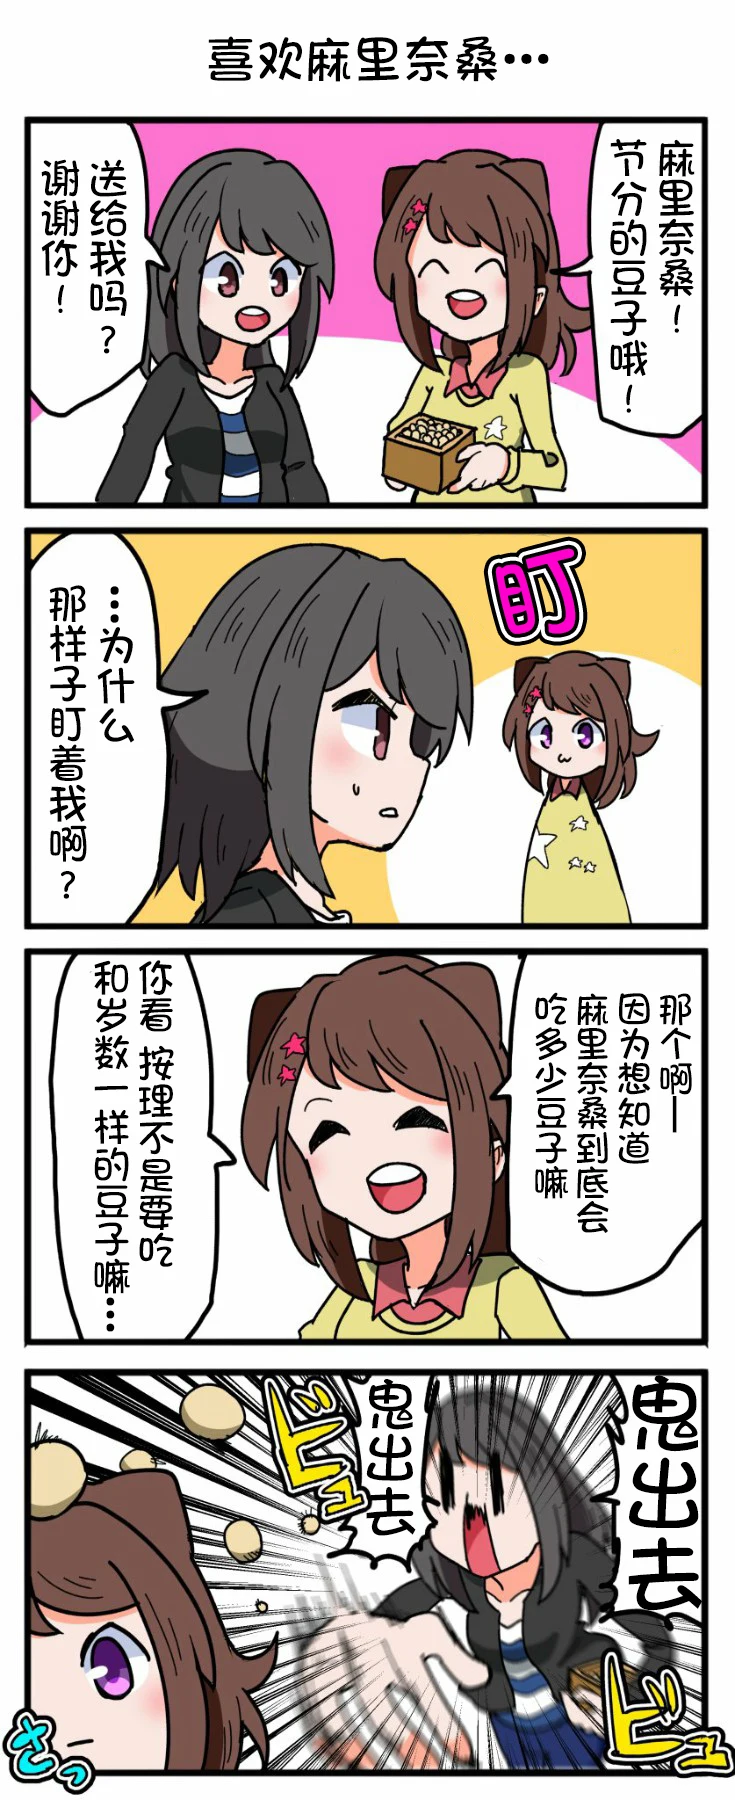 喜欢麻里奈桑…
麻里奈桑！
节分的豆子哦！
送给我吗？
谢谢你！
盯
…为什么
那样子盯着我啊？
那个啊—
因为想知道
麻里奈桑到底会
吃多少豆子嘛
你看 按理不是要吃
和岁数一样的豆子嘛…
鬼出去
鬼出去
ビュ
ビュ
さっ